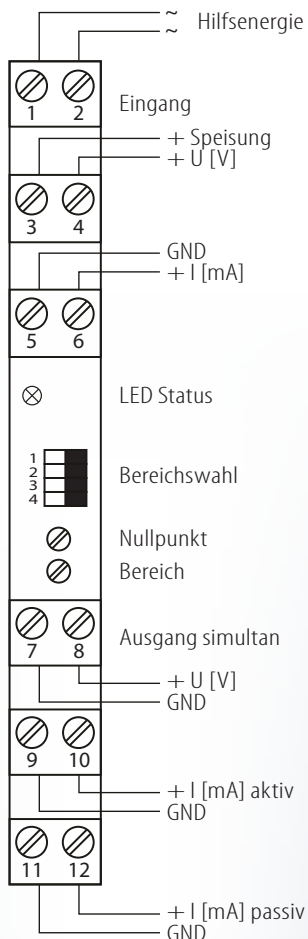 ~
~
Hilfsenergie
1 2
Eingang
+ Speisung
+ U [V]
3 4
GND
+ I [mA]
5 6
LED Status
1
2
3
4
Bereichswahl
Nullpunkt
Bereich
7 8
Ausgang simultan
+ U [V]
GND
9 10
+ I [mA] aktiv
GND
11 12
+ I [mA] passiv
GND